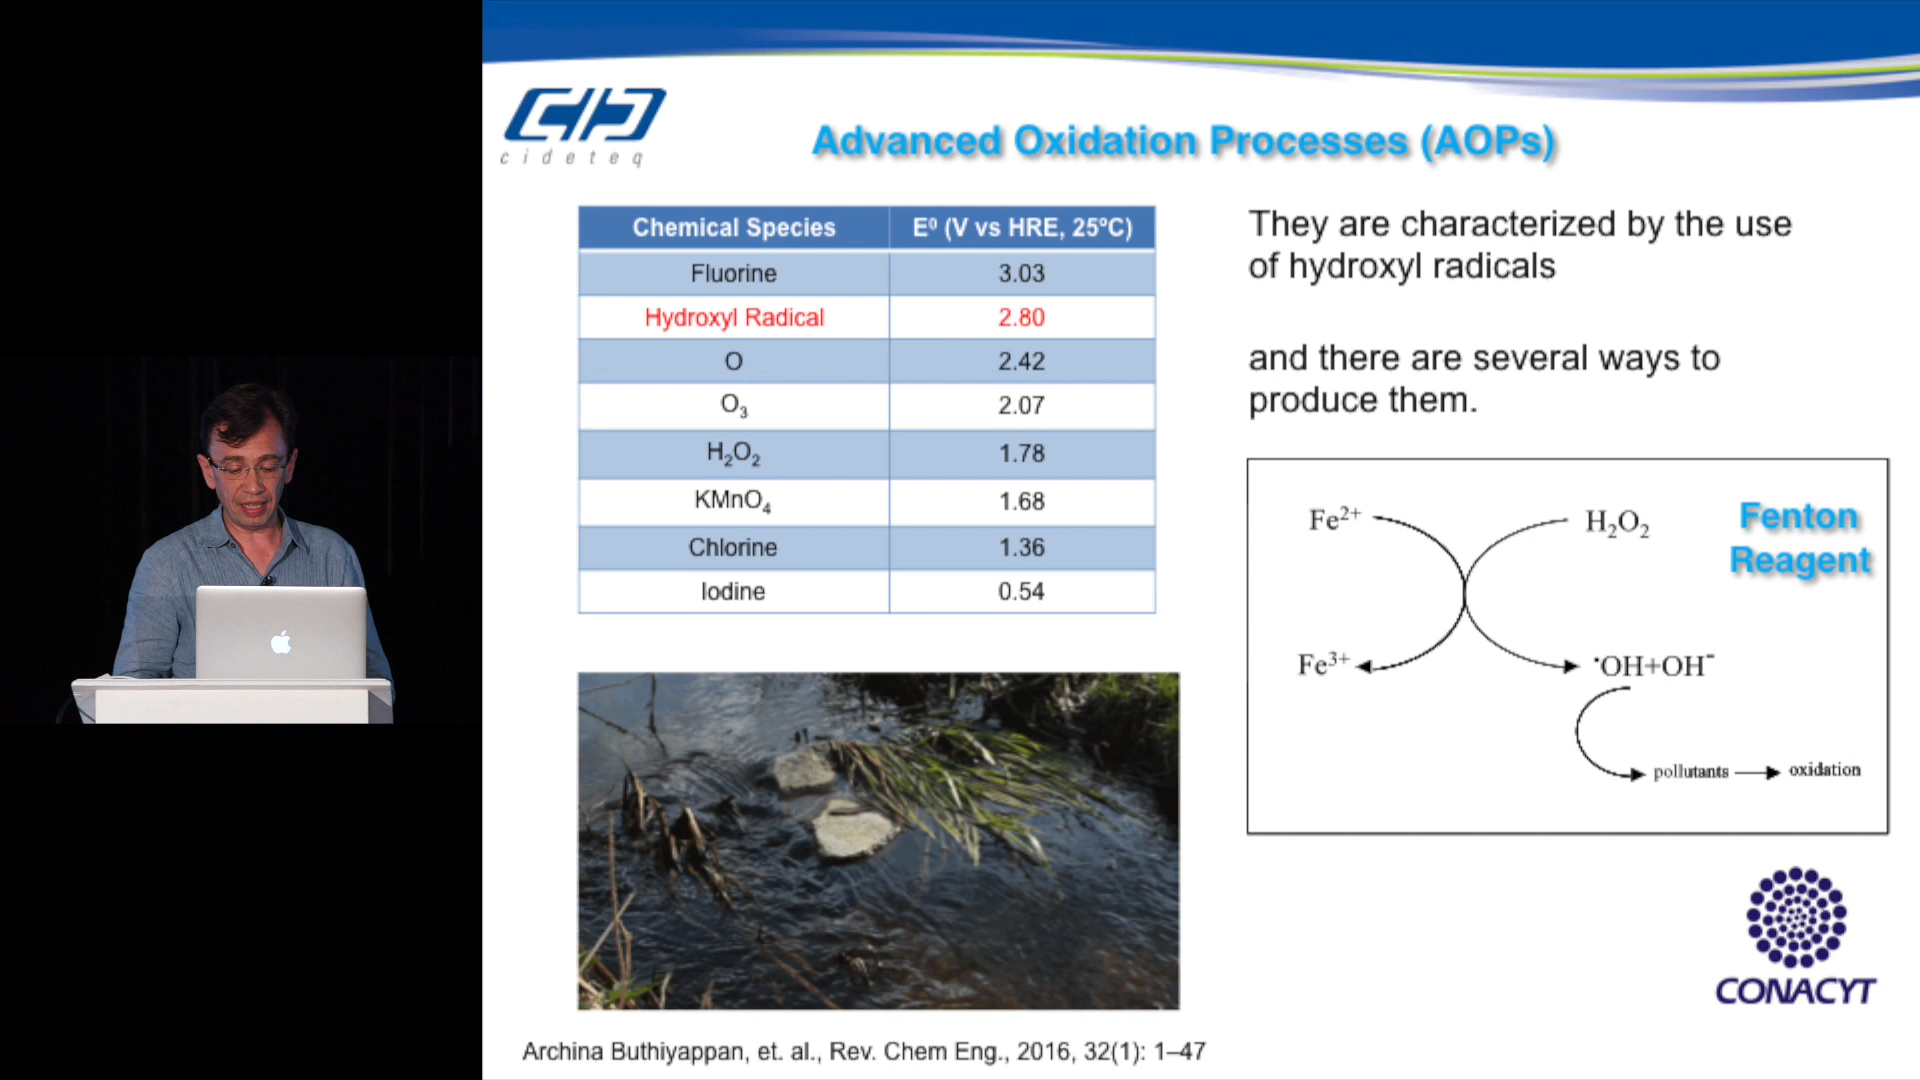 cideteq
Advanced Oxidation Processes (AOPs)
Chemical Species E⁰ (V vs HRE, 25ºC)
Fluorine 3.03
Hydroxyl Radical 2.80
O 2.42
O₃ 2.07
H₂O₂ 1.78
KMnO₄ 1.68
Chlorine 1.36
Iodine 0.54
They are characterized by the use
of hydroxyl radicals
and there are several ways to
produce them.
Fe²⁺ H₂O₂
Fenton
Reagent
Fe³⁺ ·OH+OH⁻
pollutants oxidation
CONACYT
Archina Buthiyappan, et. al., Rev. Chem Eng., 2016, 32(1): 1–47